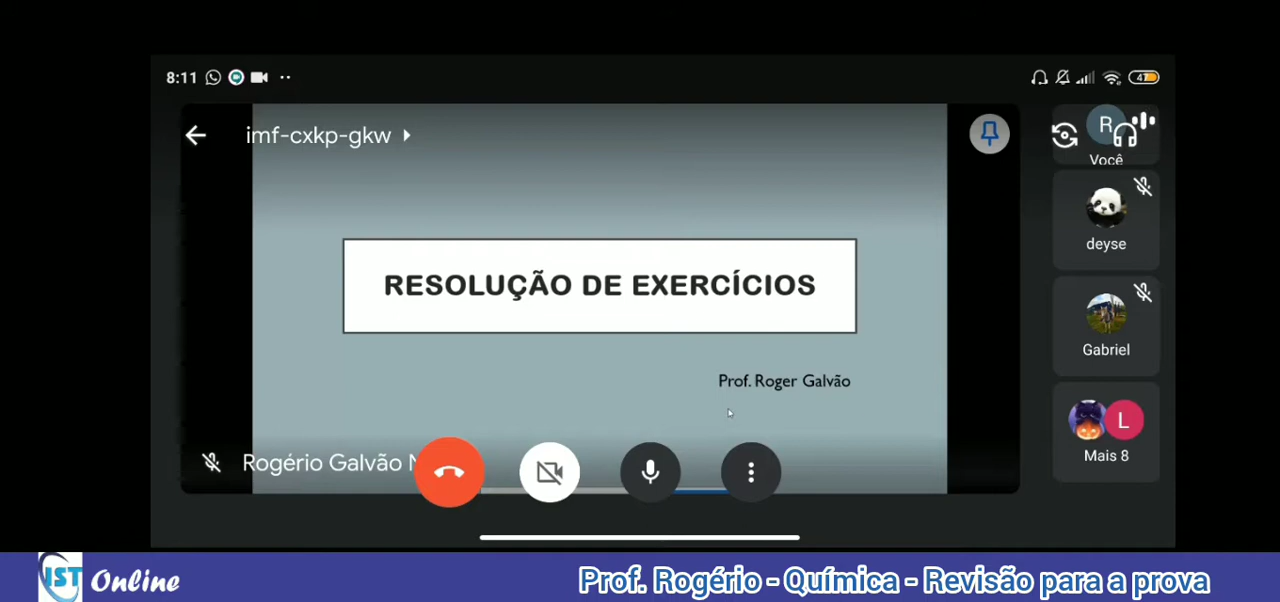 8:11
47
imf-cxkp-gkw
R
Você
RESOLUÇÃO DE EXERCÍCIOS
deyse
Gabriel
Prof. Roger Galvão
L
Mais 8
Rogério Galvão N
IST Online
Prof. Rogério - Química - Revisão para a prova